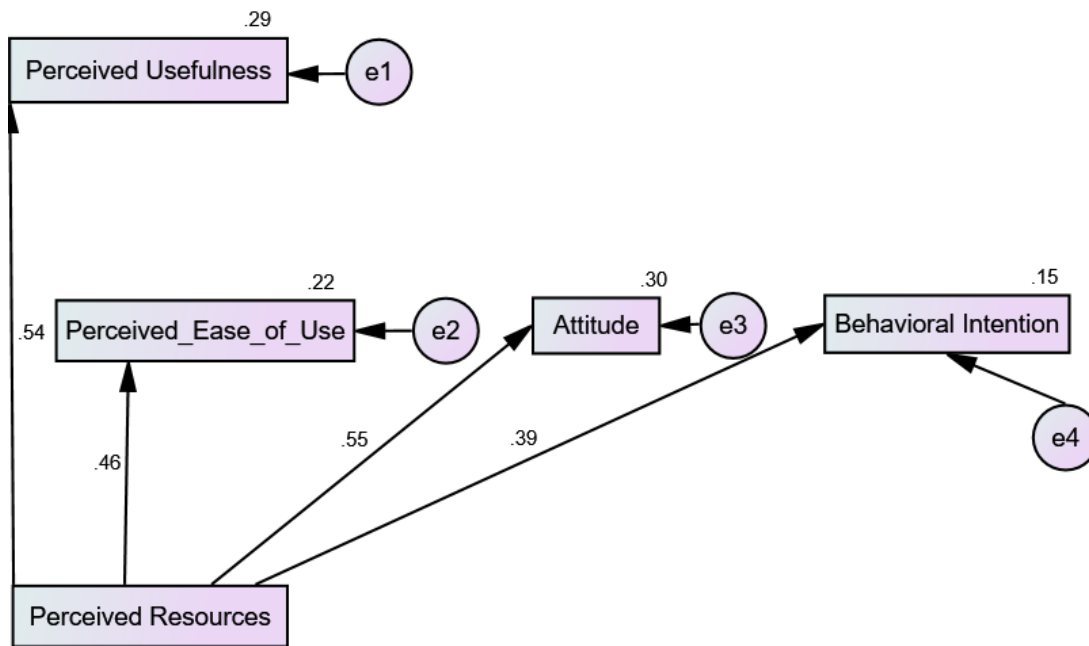 .29
Perceived Usefulness
e1
.22
.30
.15
Perceived_Ease_of_Use
e2
Attitude
e3
Behavioral Intention
.54
.55
.39
e4
.46
Perceived Resources